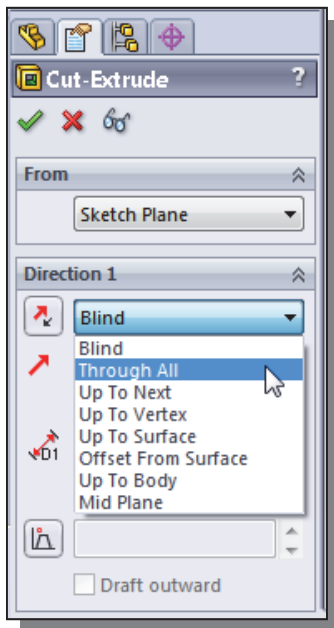 Cut-Extrude ?
From
Sketch Plane
Direction 1
Blind
Blind
Through All
Up To Next
Up To Vertex
Up To Surface
Offset From Surface
Up To Body
Mid Plane
D1
Draft outward